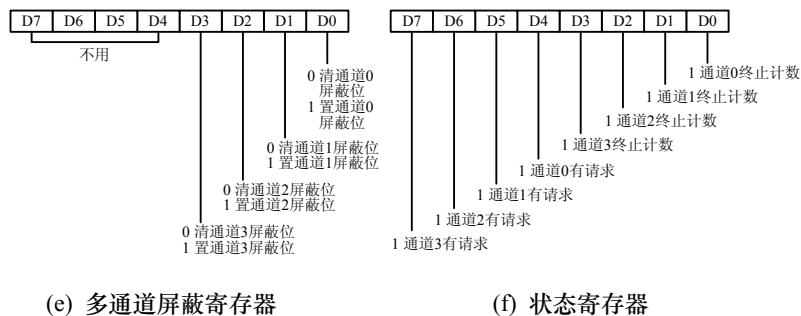 D7 D6 D5 D4 D3 D2 D1 D0
不用
0 清通道0
屏蔽位
1 置通道0
屏蔽位
0 清通道1屏蔽位
1 置通道1屏蔽位
0 清通道2屏蔽位
1 置通道2屏蔽位
0 清通道3屏蔽位
1 置通道3屏蔽位
(e) 多通道屏蔽寄存器
D7 D6 D5 D4 D3 D2 D1 D0
1 通道0终止计数
1 通道1终止计数
1 通道2终止计数
1 通道3终止计数
1 通道0有请求
1 通道1有请求
1 通道2有请求
1 通道3有请求
(f) 状态寄存器